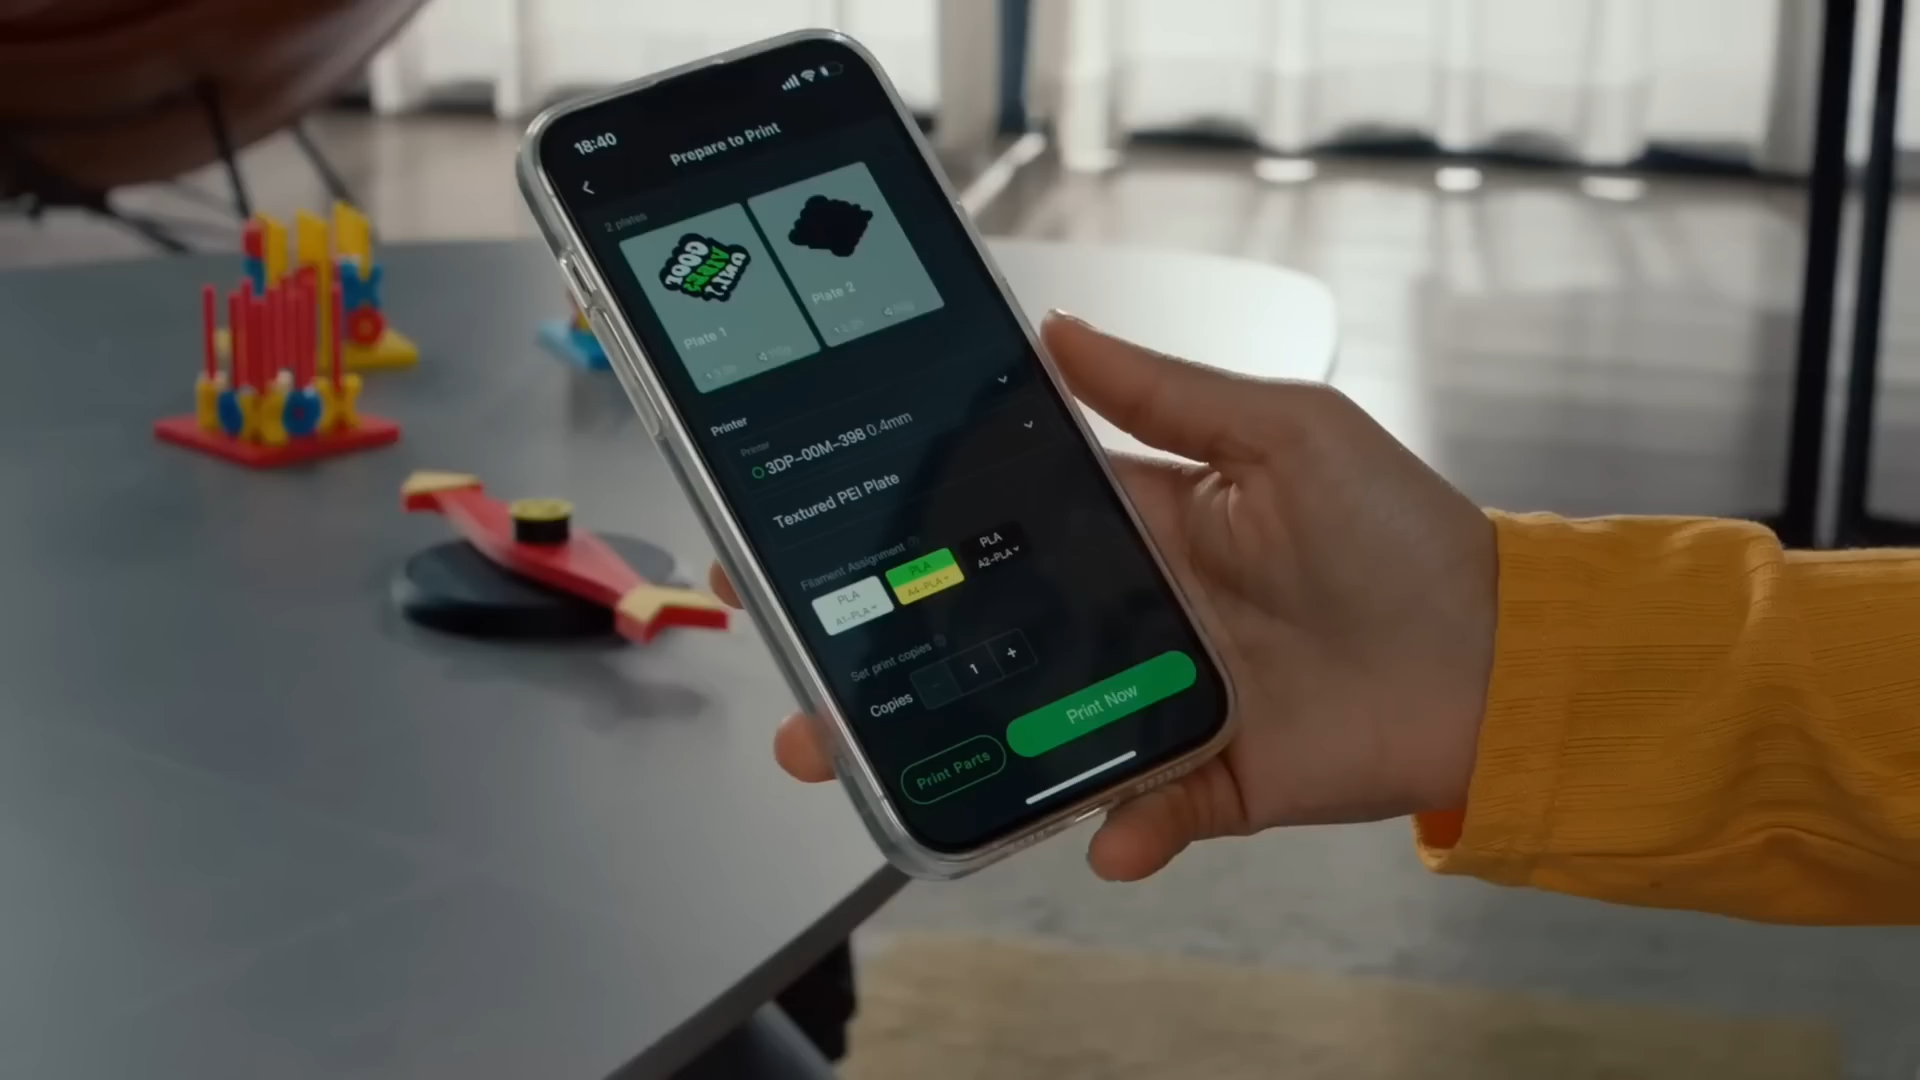 18:40
Prepare to Print
2 plates
GOOD
VIBES
ONLY
Plate 1
Plate 2
Printer
Printer
3DP-00M-398 0.4mm
Textured PEI Plate
Filament Assignment
PLA
A1-PLA
PLA
A4-PLA
PLA
A2-PLA
Set print copies
Copies
- 1 +
Print Parts
Print Now